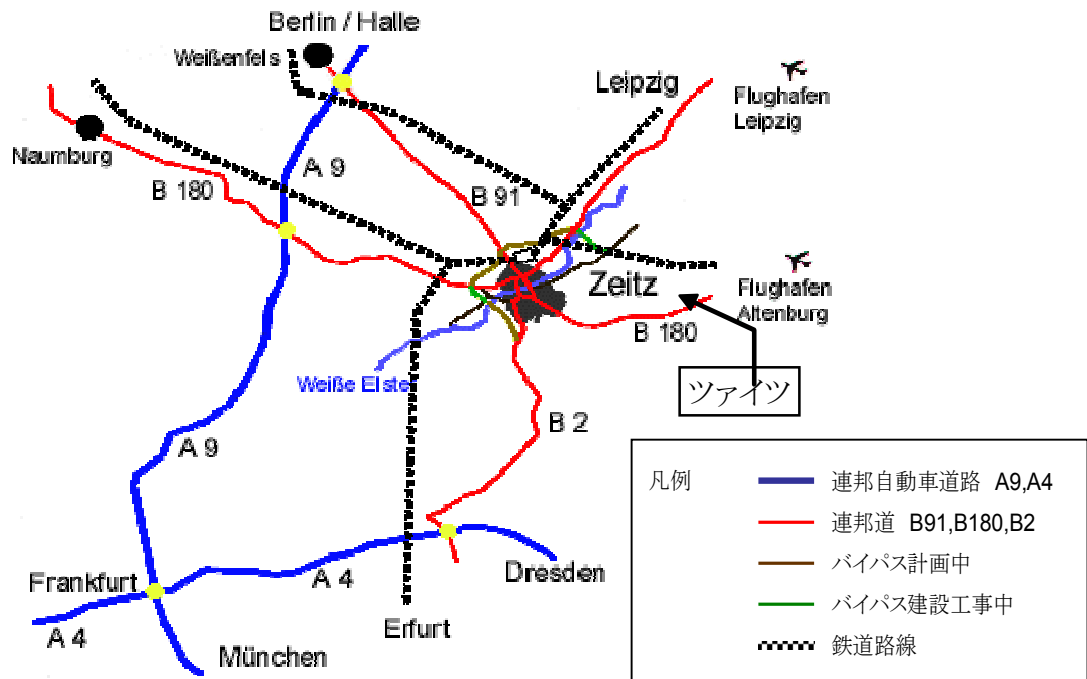 Berlin / Halle
Weißenfels
Leipzig
Flughafen
Leipzig
Naumburg
A 9
B 180
B 91
Zeitz
Flughafen
Altenburg
B 180
Weiße Elster
ツァイツ
B 2
A 9
凡例
連邦自動車道路 A9,A4
連邦道 B91,B180,B2
バイパス計画中
バイパス建設工事中
鉄道路線
Frankfurt
A 4
Dresden
A 4
Erfurt
München